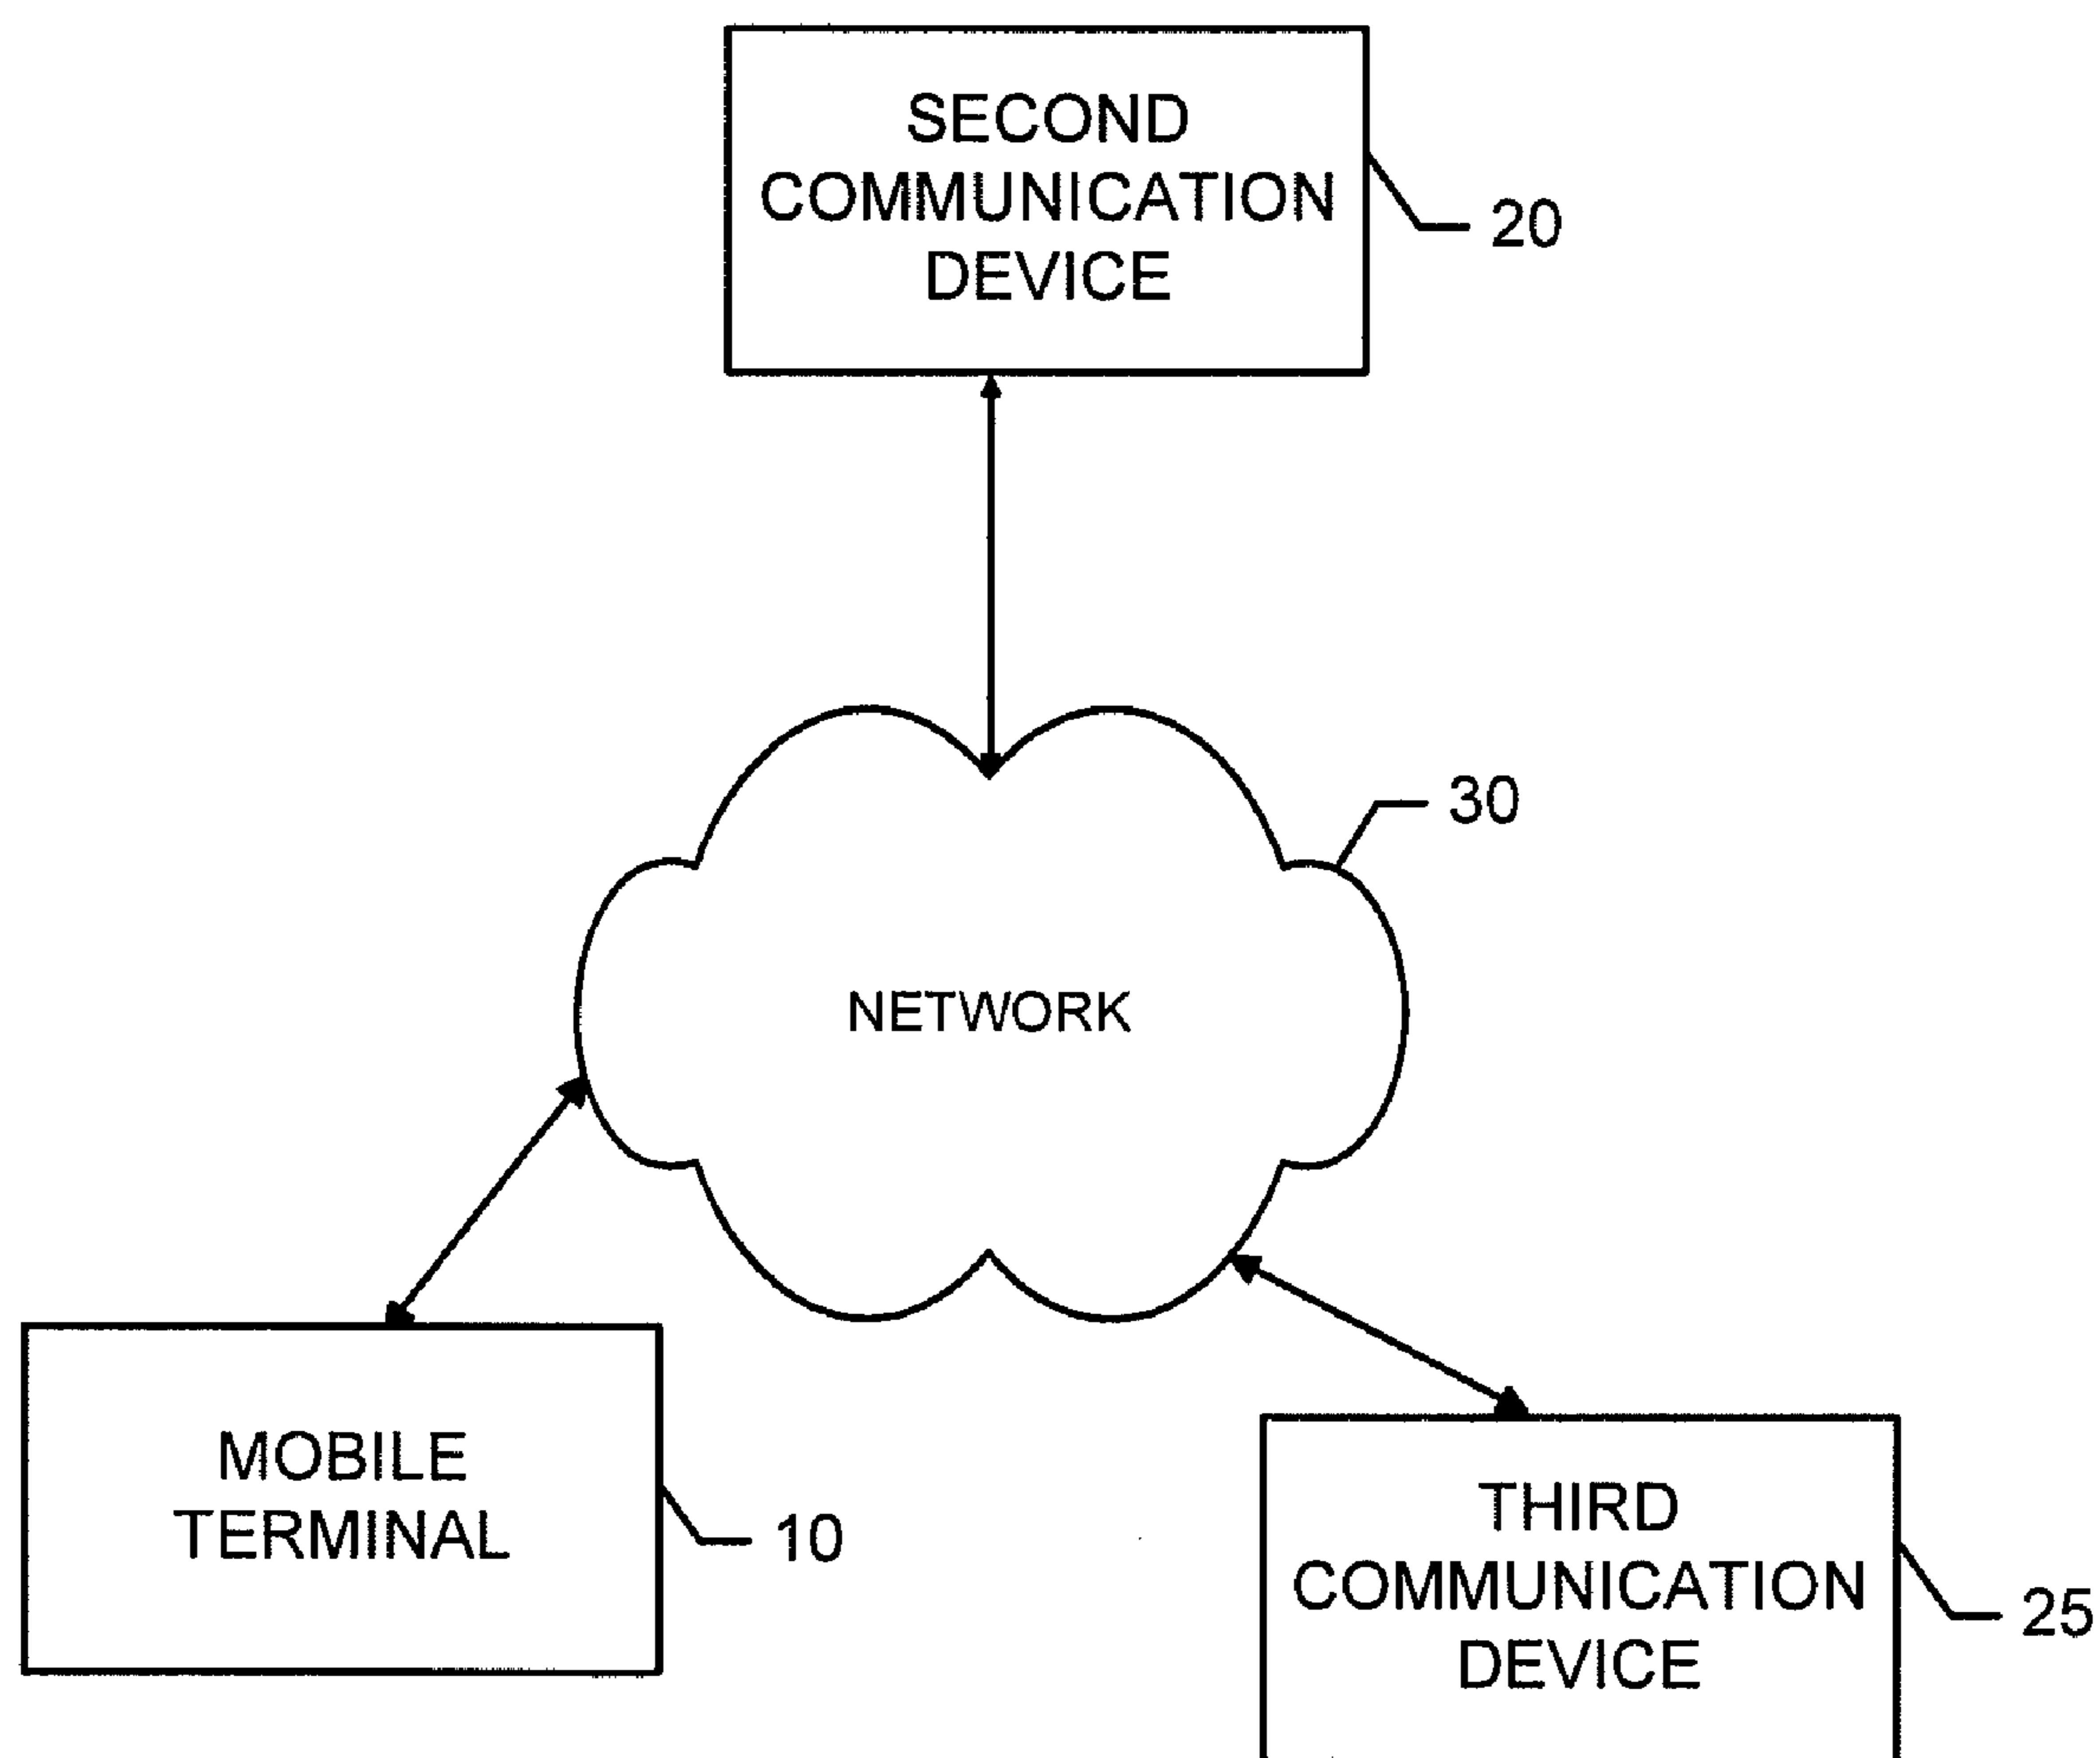 SECOND
COMMUNICATION
DEVICE
20
30
NETWORK
MOBILE
TERMINAL
10
THIRD
COMMUNICATION
DEVICE
25